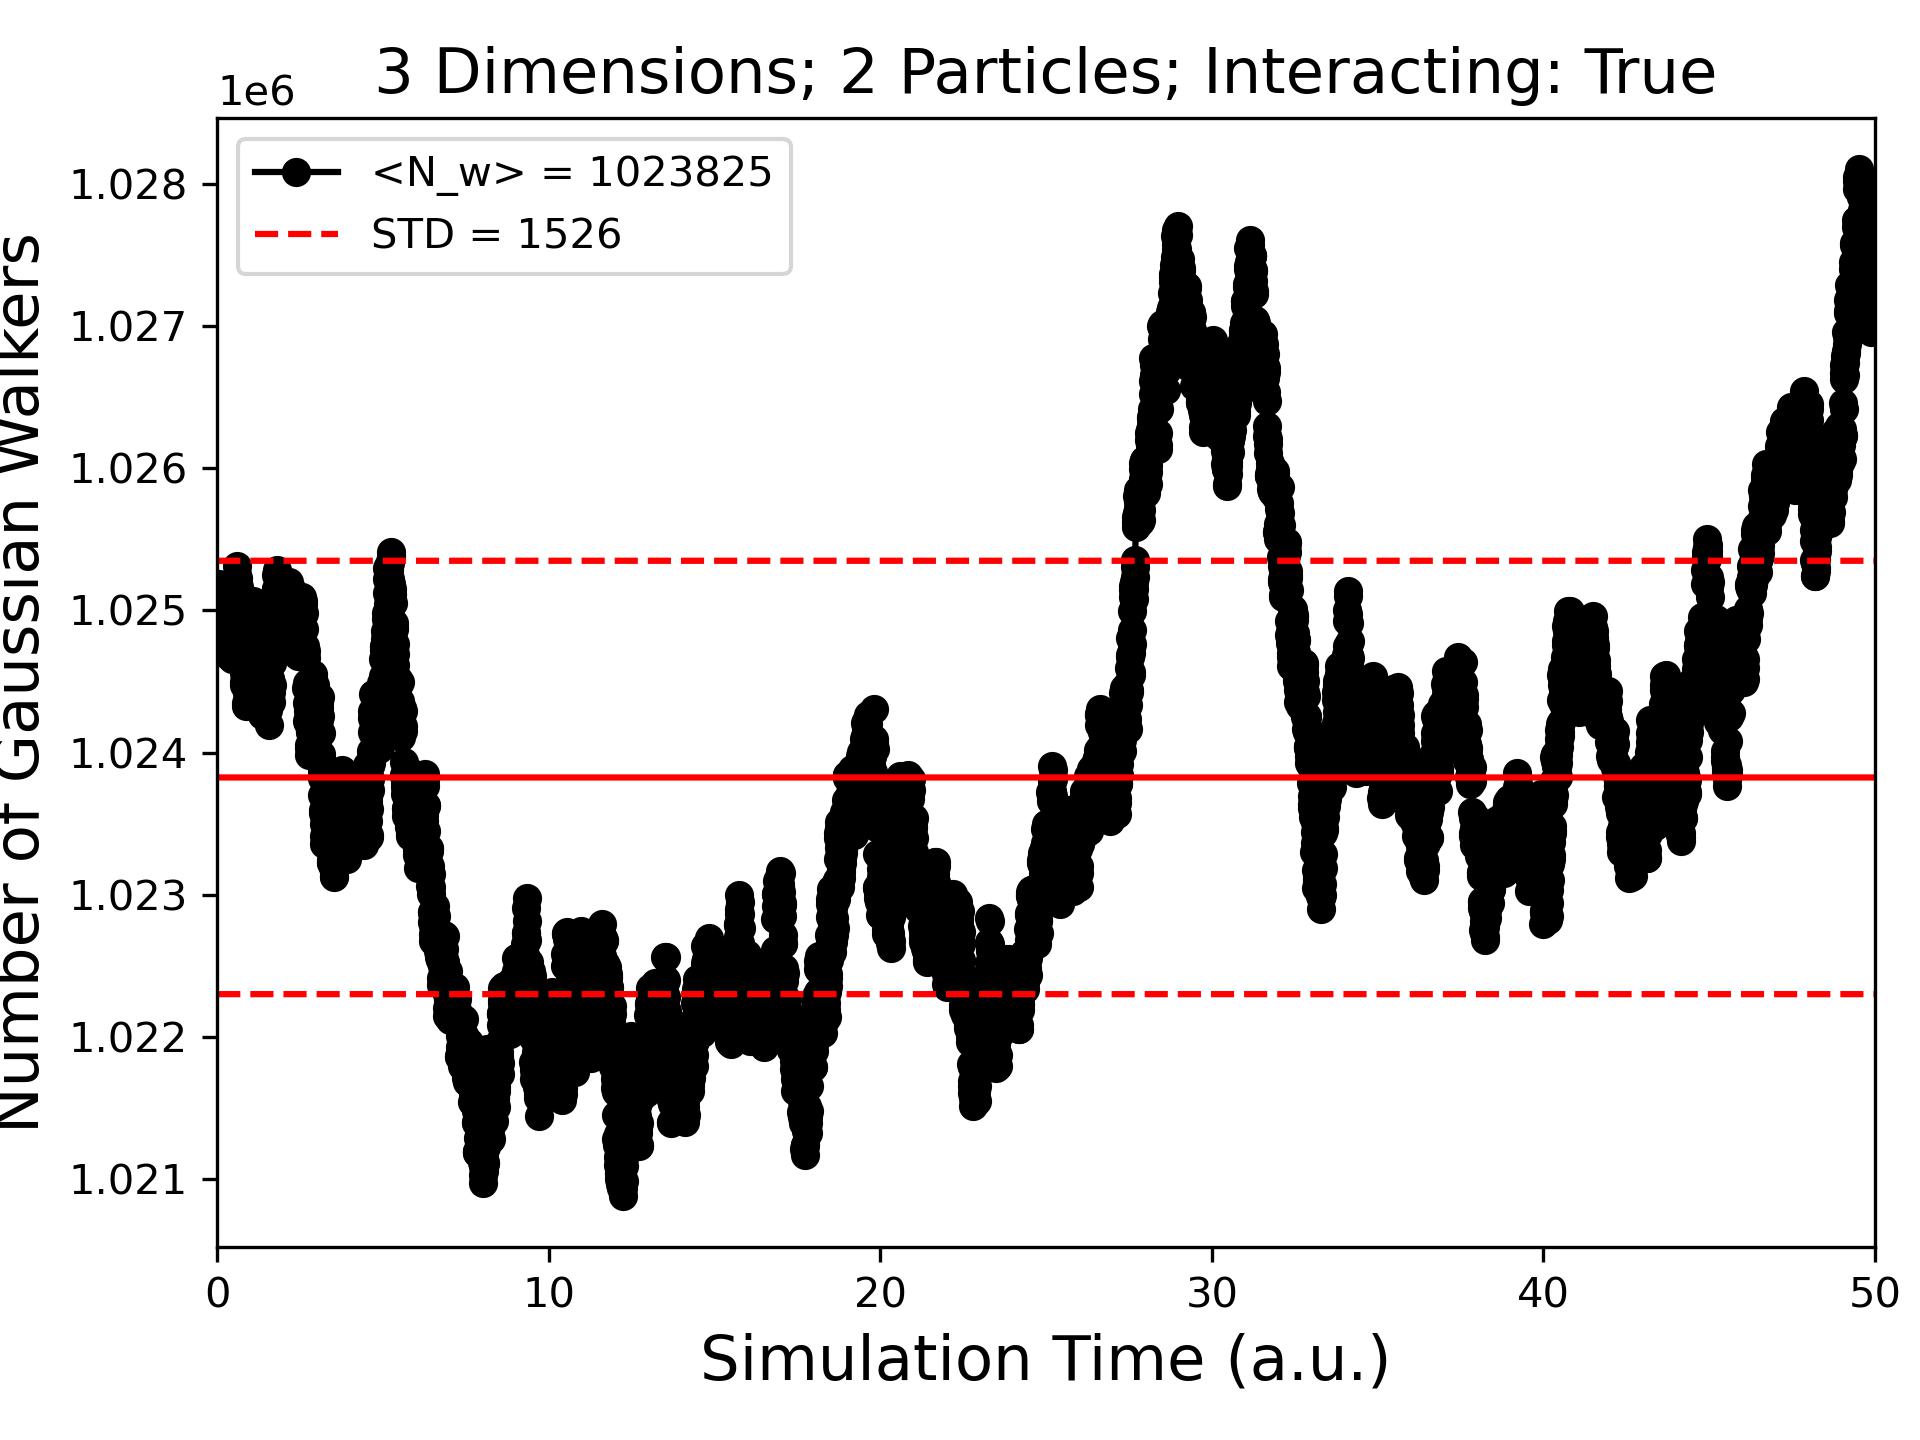 3 Dimensions; 2 Particles; Interacting: True
1e6
<N_w> = 1023825
STD = 1526
1.028
1.027
1.026
1.025
1.024
1.023
1.022
1.021
Number of Gaussian Walkers
0 10 20 30 40 50
Simulation Time (a.u.)